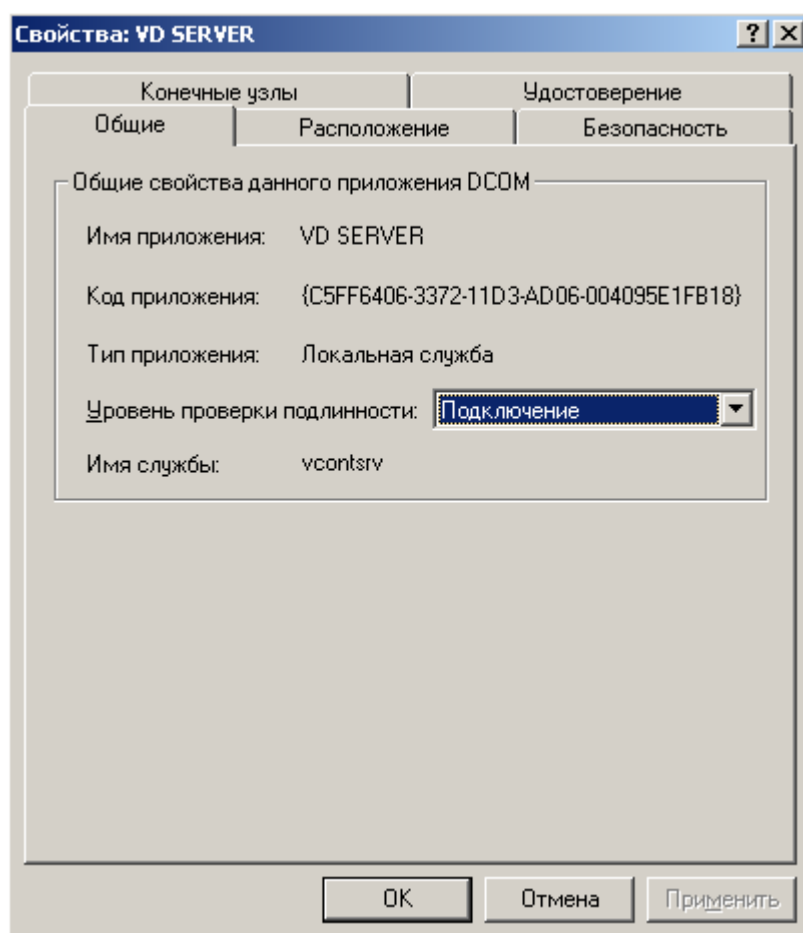 Свойства: VD SERVER
Конечные узлы
Удостоверение
Общие
Расположение
Безопасность
Общие свойства данного приложения DCOM
Имя приложения: VD SERVER
Код приложения: {C5FF6406-3372-11D3-AD06-004095E1FB18}
Тип приложения: Локальная служба
Уровень проверки подлинности: Подключение
Имя службы: vcontsrv
OK
Отмена
Применить